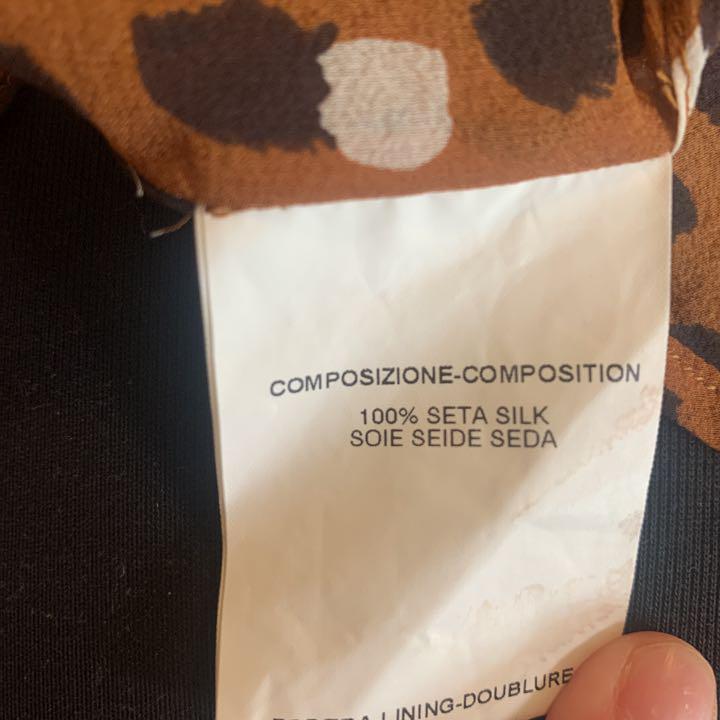 COMPOSIZIONE-COMPOSITION
100% SETA SILK
SOIE SEIDE SEDA
LINING-DOUBLURE